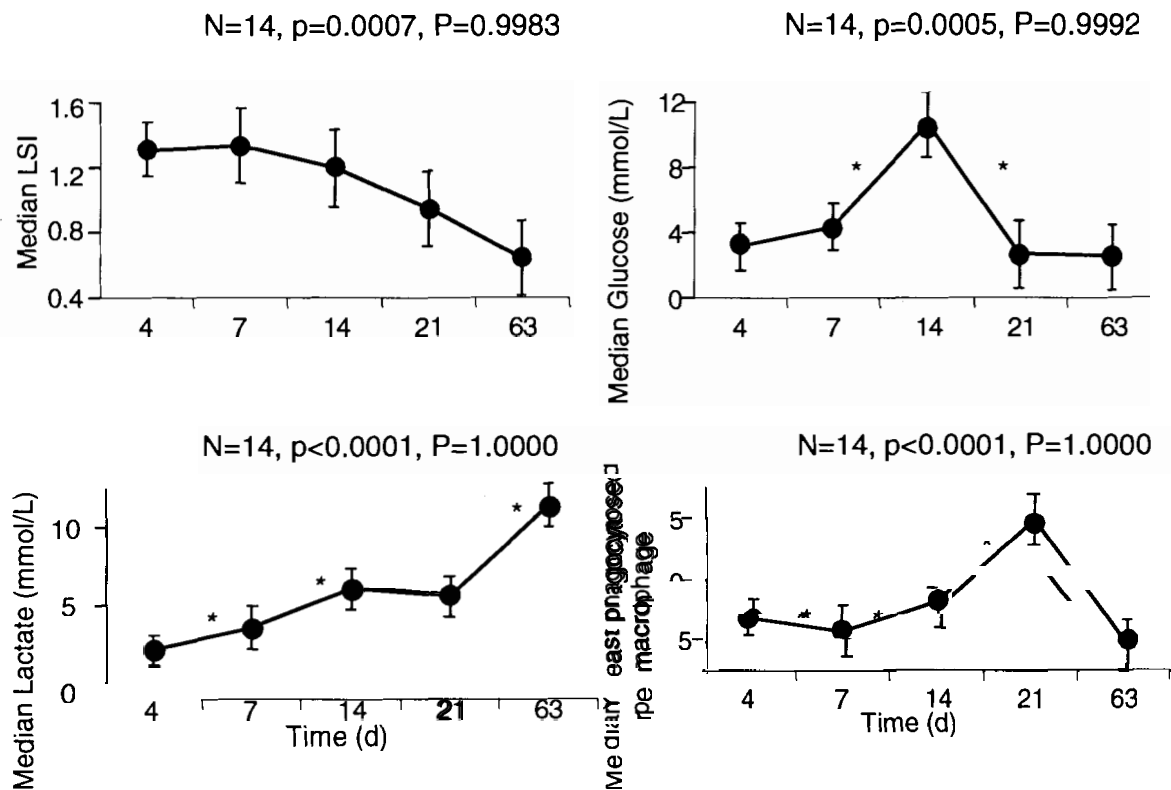 N=14, p=0.0007, P=0.9983
Median LSI
1.6
1.2
0.8
0.4
4 7 14 21 63
N=14, p=0.0005, P=0.9992
Median Glucose (mmol/L)
12
8
4
0
* *
4 7 14 21 63
N=14, p<0.0001, P=1.0000
Median Lactate (mmol/L)
10
5
0
* * *
4 7 14 21 63
Time (d)
N=14, p<0.0001, P=1.0000
Median
macrophage
5
5
* *
4 7 14 21 63
Time (d)